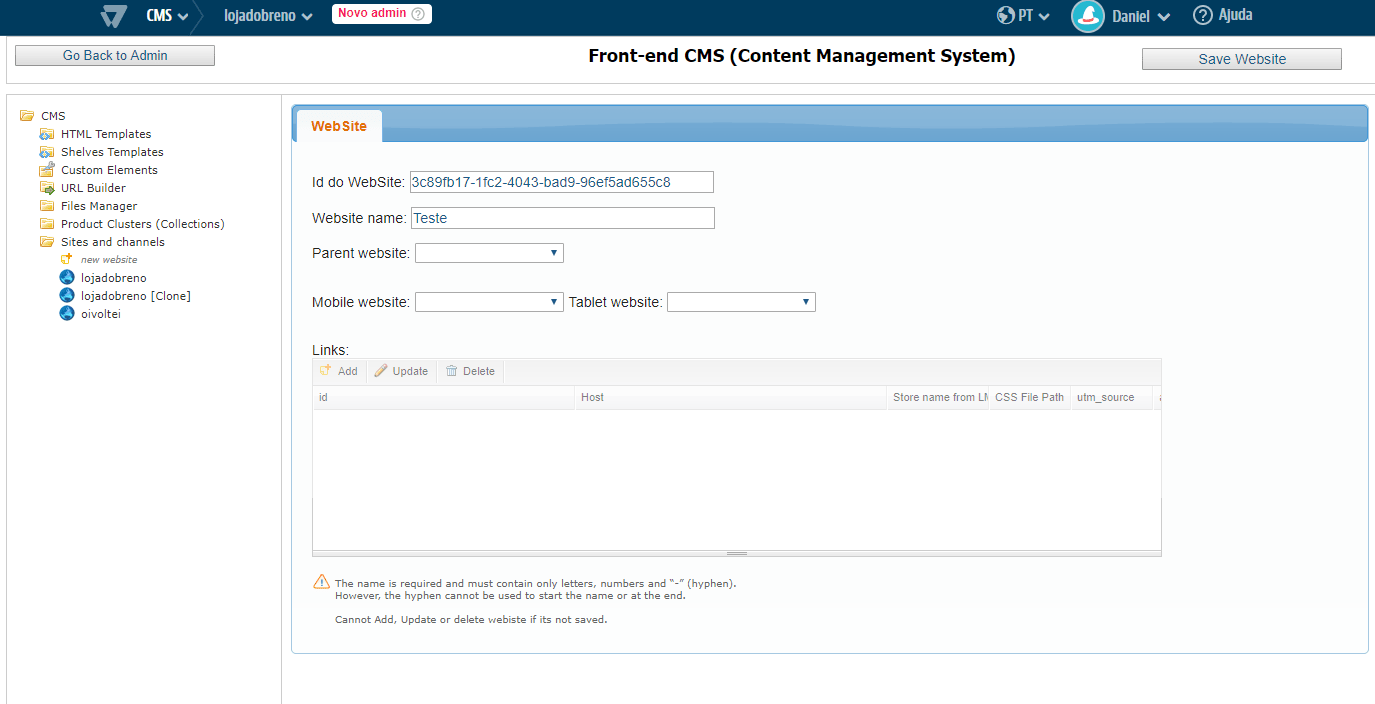 CMS lojadobreno Novo admin PT Daniel Ajuda
Go Back to Admin Front-end CMS (Content Management System) Save Website
CMS
HTML Templates
Shelves Templates
Custom Elements
URL Builder
Files Manager
Product Clusters (Collections)
Sites and channels
new website
lojadobreno
lojadobreno [Clone]
oivoltei
WebSite
Id do WebSite: 3c89fb17-1fc2-4043-bad9-96ef5ad655c8
Website name: Teste
Parent website:
Mobile website: Tablet website:
Links:
Add Update Delete
id Host Store name from LM CSS File Path utm_source
The name is required and must contain only letters, numbers and “-” (hyphen).
However, the hyphen cannot be used to start the name or at the end.
Cannot Add, Update or delete webiste if its not saved.